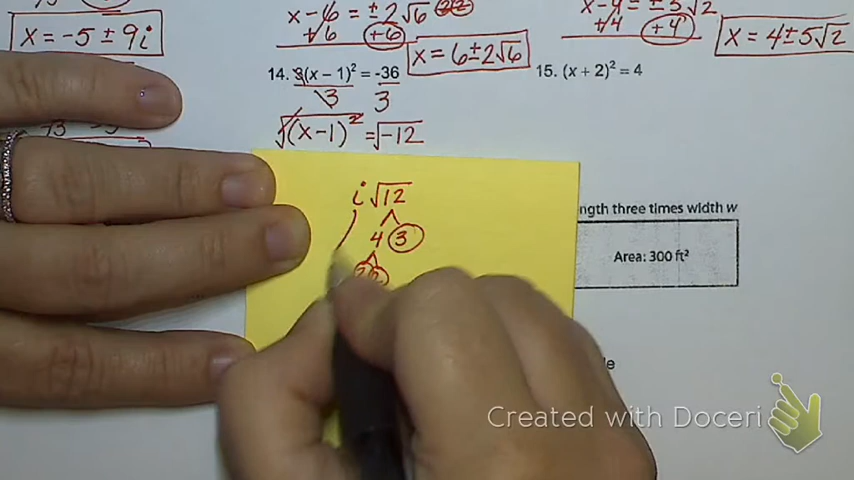 x = -5 ± 9i
x-6 = ± 2√6
+6 +6
x = 6 ± 2√6
+4 +4
x = 4 ± 5√2
14. 3(x – 1)² = -36
3 3
15. (x + 2)² = 4
√(x-1)² = √-12
i√12
4 3
2 2
ngth three times width w
Area: 300 ft²
Created with Doceri